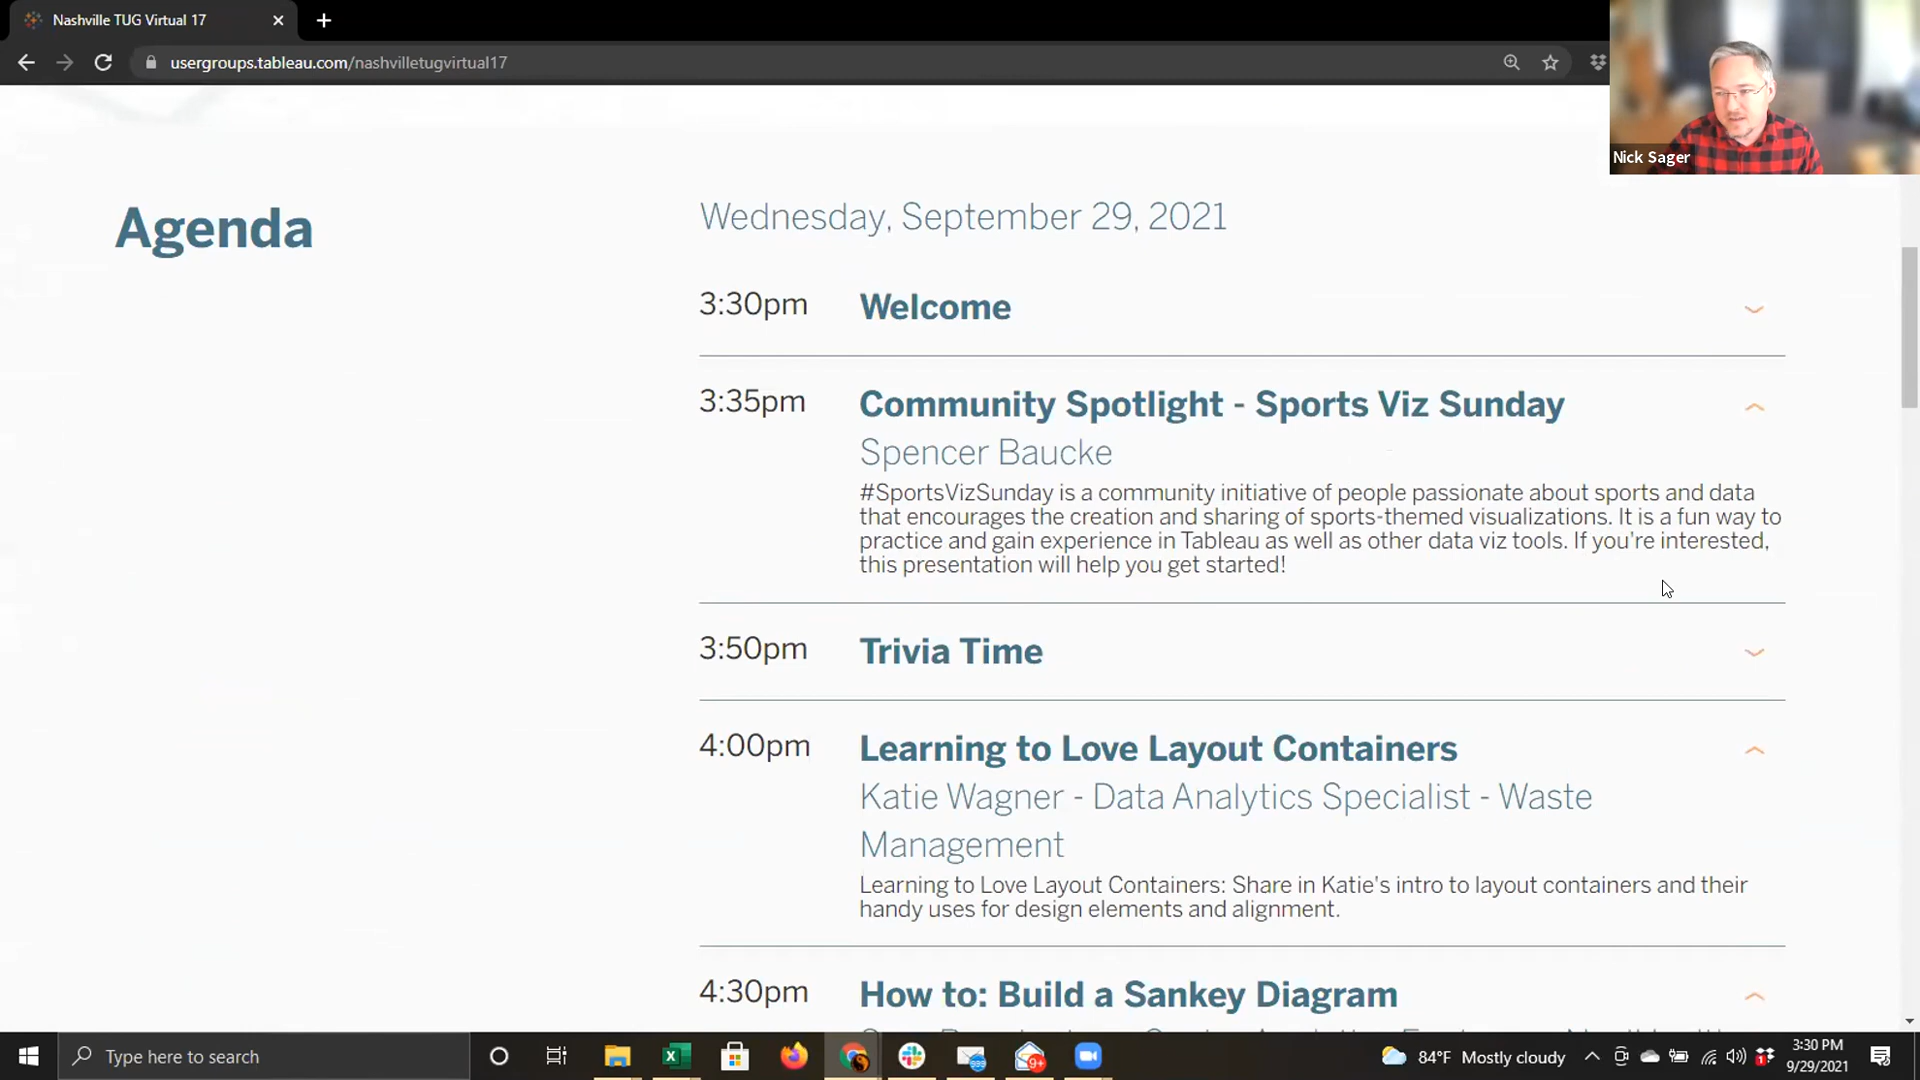 Nashville TUG Virtual 17
usergroups.tableau.com/nashvilletugvirtual17
Nick Sager
Agenda
Wednesday, September 29, 2021
3:30pm
Welcome
3:35pm
Community Spotlight - Sports Viz Sunday
Spencer Baucke
#SportsVizSunday is a community initiative of people passionate about sports and data
that encourages the creation and sharing of sports-themed visualizations. It is a fun way to
practice and gain experience in Tableau as well as other data viz tools. If you're interested,
this presentation will help you get started!
3:50pm
Trivia Time
4:00pm
Learning to Love Layout Containers
Katie Wagner - Data Analytics Specialist - Waste
Management
Learning to Love Layout Containers: Share in Katie's intro to layout containers and their
handy uses for design elements and alignment.
4:30pm
How to: Build a Sankey Diagram
Type here to search
9+
84°F Mostly cloudy
1
3:30 PM
9/29/2021